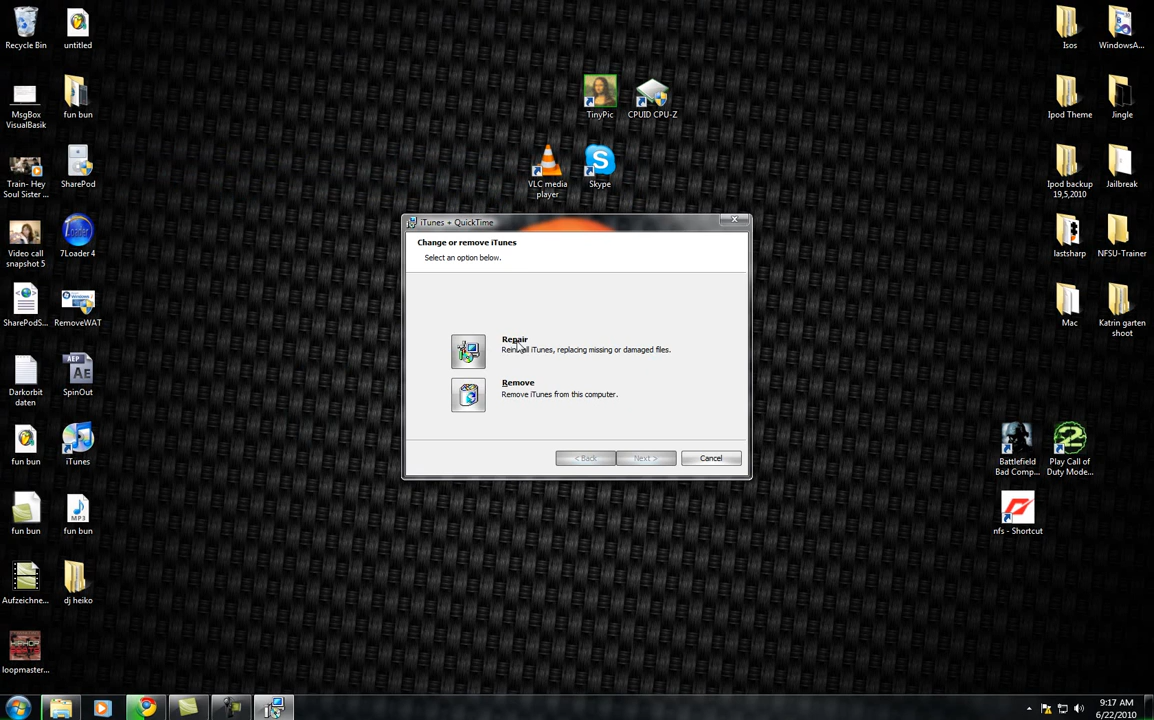 Recycle Bin
untitled
MsgBox
VisualBasik
fun bun
Train- Hey
Soul Sister ...
SharePod
Video call
snapshot 5
7Loader 4
SharePodS...
RemoveWAT
Darkorbit
daten
SpinOut
fun bun
iTunes
fun bun
MP3
fun bun
Aufzeichne...
dj heiko
loopmaster...
TinyPic
CPUID CPU-Z
VLC media
player
Skype
iTunes + QuickTime
Change or remove iTunes
Select an option below.
Repair
Reinstall iTunes, replacing missing or damaged files.
Remove
Remove iTunes from this computer.
< Back
Next >
Cancel
Isos
WindowsA...
Ipod Theme
Jingle
Ipod backup
19,5,2010
Jailbreak
lastsharp
NFSU-Trainer
Mac
Katrin garten
shoot
Battlefield
Bad Comp...
Play Call of
Duty Mode...
nfs - Shortcut
AEP
Ae
9:17 AM
6/22/2010